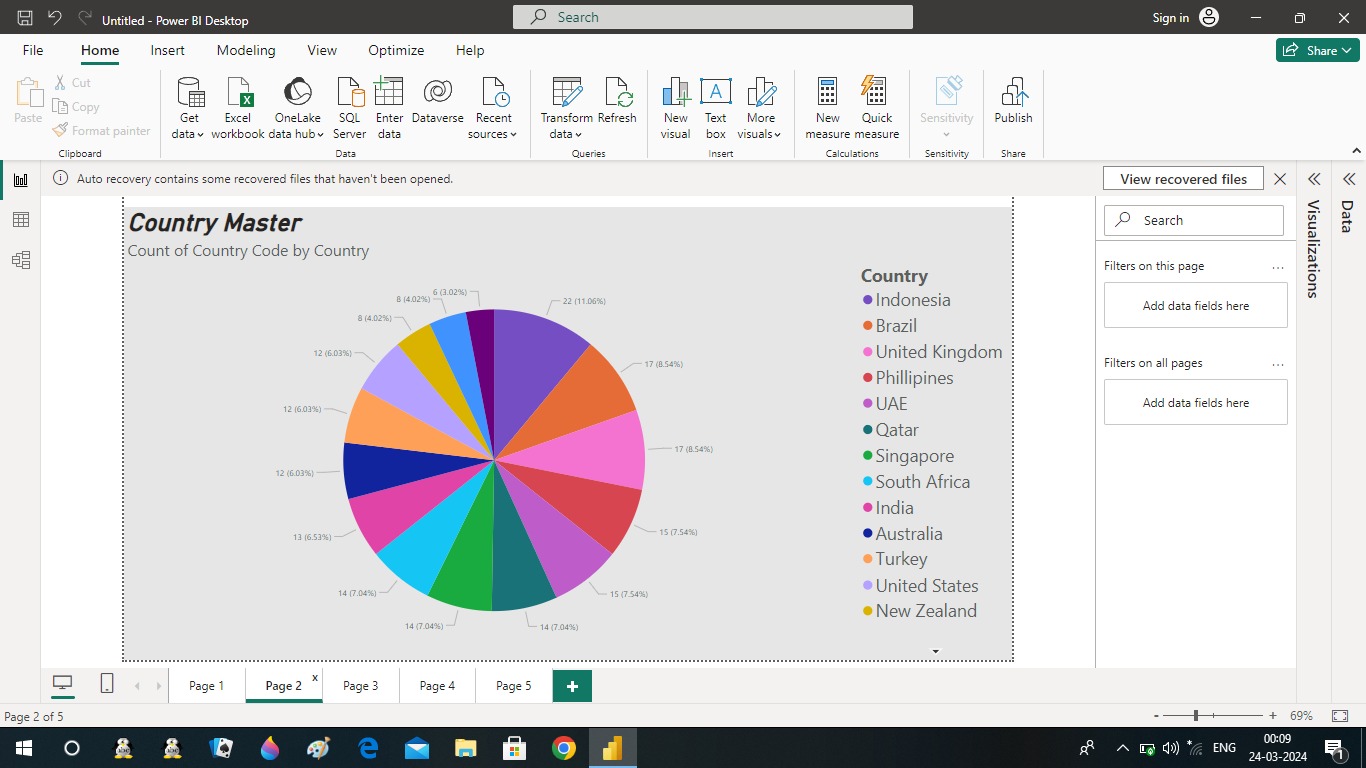 Untitled - Power BI Desktop
Search
Sign in
File Home Insert Modeling View Optimize Help
Share
Paste
Cut
Copy
Format painter
Clipboard
Get data
Excel workbook
OneLake data hub
SQL Server
Enter data
Dataverse
Recent sources
Data
Transform data
Refresh
Queries
New visual
Text box
More visuals
Insert
New measure
Quick measure
Calculations
Sensitivity
Sensitivity
Publish
Share
Auto recovery contains some recovered files that haven't been opened.
View recovered files
Country Master
Count of Country Code by Country
22 (11.06%)
17 (8.54%)
17 (8.54%)
15 (7.54%)
15 (7.54%)
14 (7.04%)
14 (7.04%)
14 (7.04%)
13 (6.53%)
12 (6.03%)
12 (6.03%)
12 (6.03%)
8 (4.02%)
8 (4.02%)
6 (3.02%)
Country
Indonesia
Brazil
United Kingdom
Phillipines
UAE
Qatar
Singapore
South Africa
India
Australia
Turkey
United States
New Zealand
Search
Filters on this page
...
Add data fields here
Filters on all pages
...
Add data fields here
Visualizations
Data
Page 1
Page 2 x
Page 3
Page 4
Page 5
+
Page 2 of 5
- + 69%
ENG
00:09
24-03-2024
1